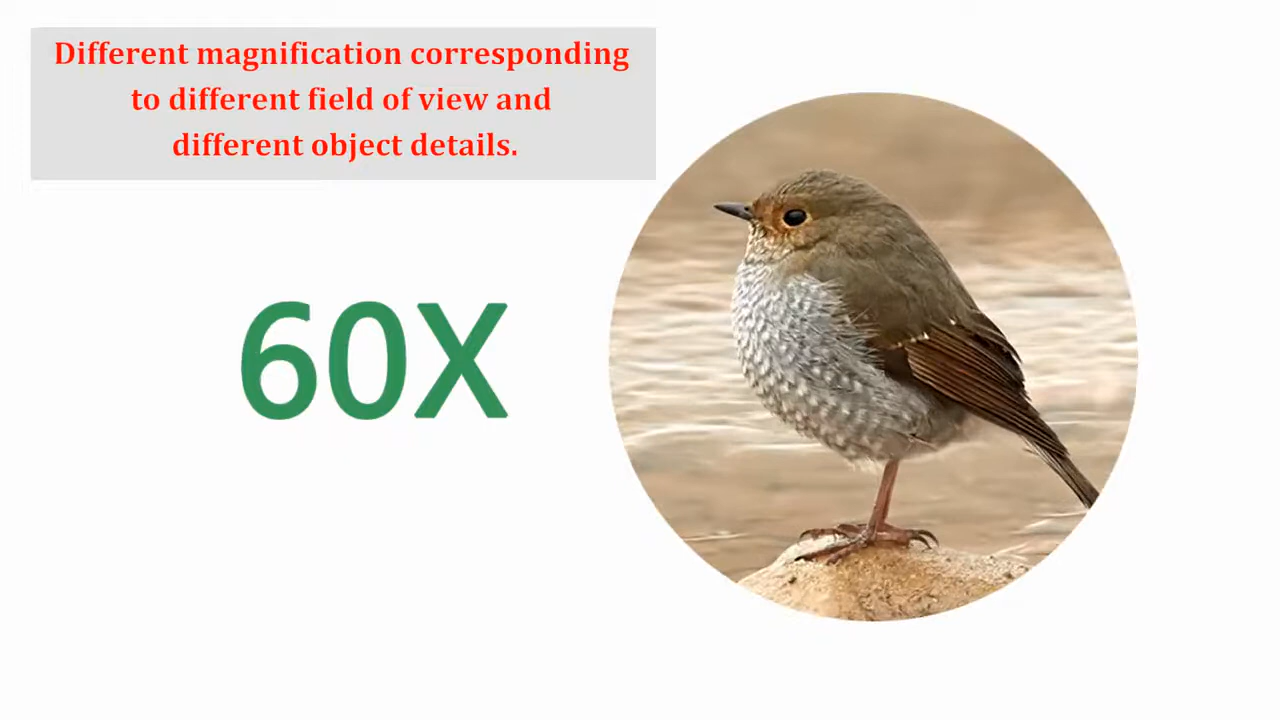 Different magnification corresponding
to different field of view and
different object details.
60X